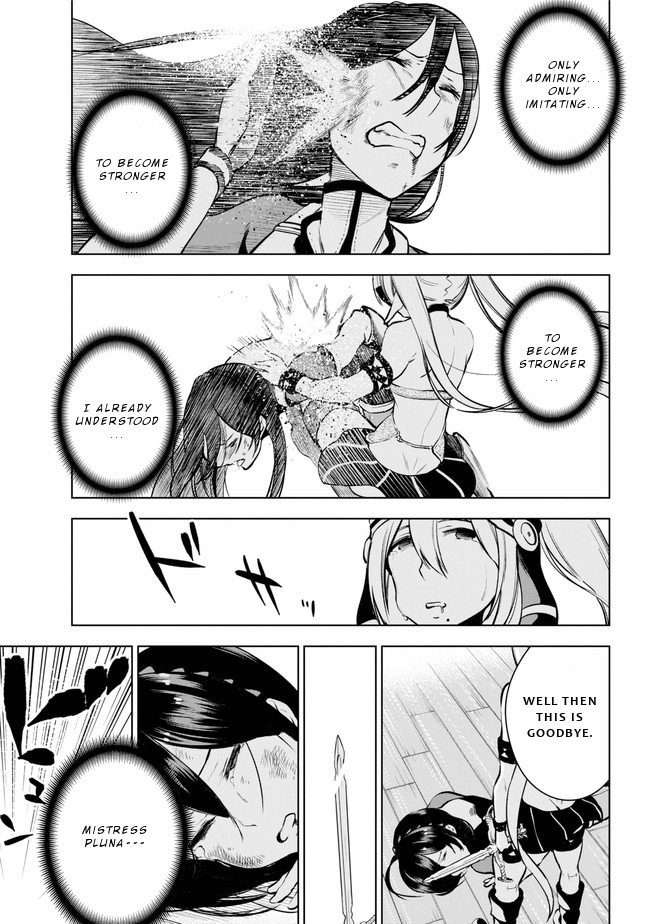 ONLY
ADMIRING...
ONLY
IMITATING...
TO BECOME
STRONGER
...
TO
BECOME
STRONGER
...
I ALREADY
UNDERSTOOD
...
ドサッ
WELL THEN
THIS IS
GOODBYE.
MISTRESS
PLUNA---